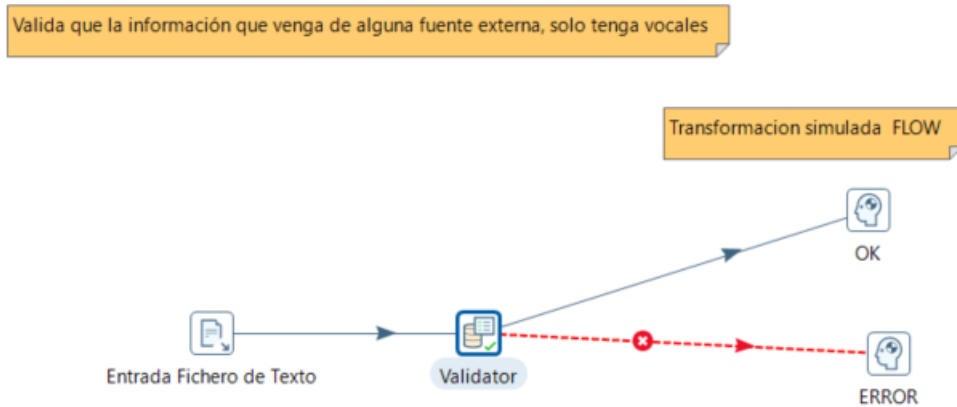 Valida que la información que venga de alguna fuente externa, solo tenga vocales
Transformacion simulada  FLOW
OK
Entrada Fichero de Texto
Validator
ERROR